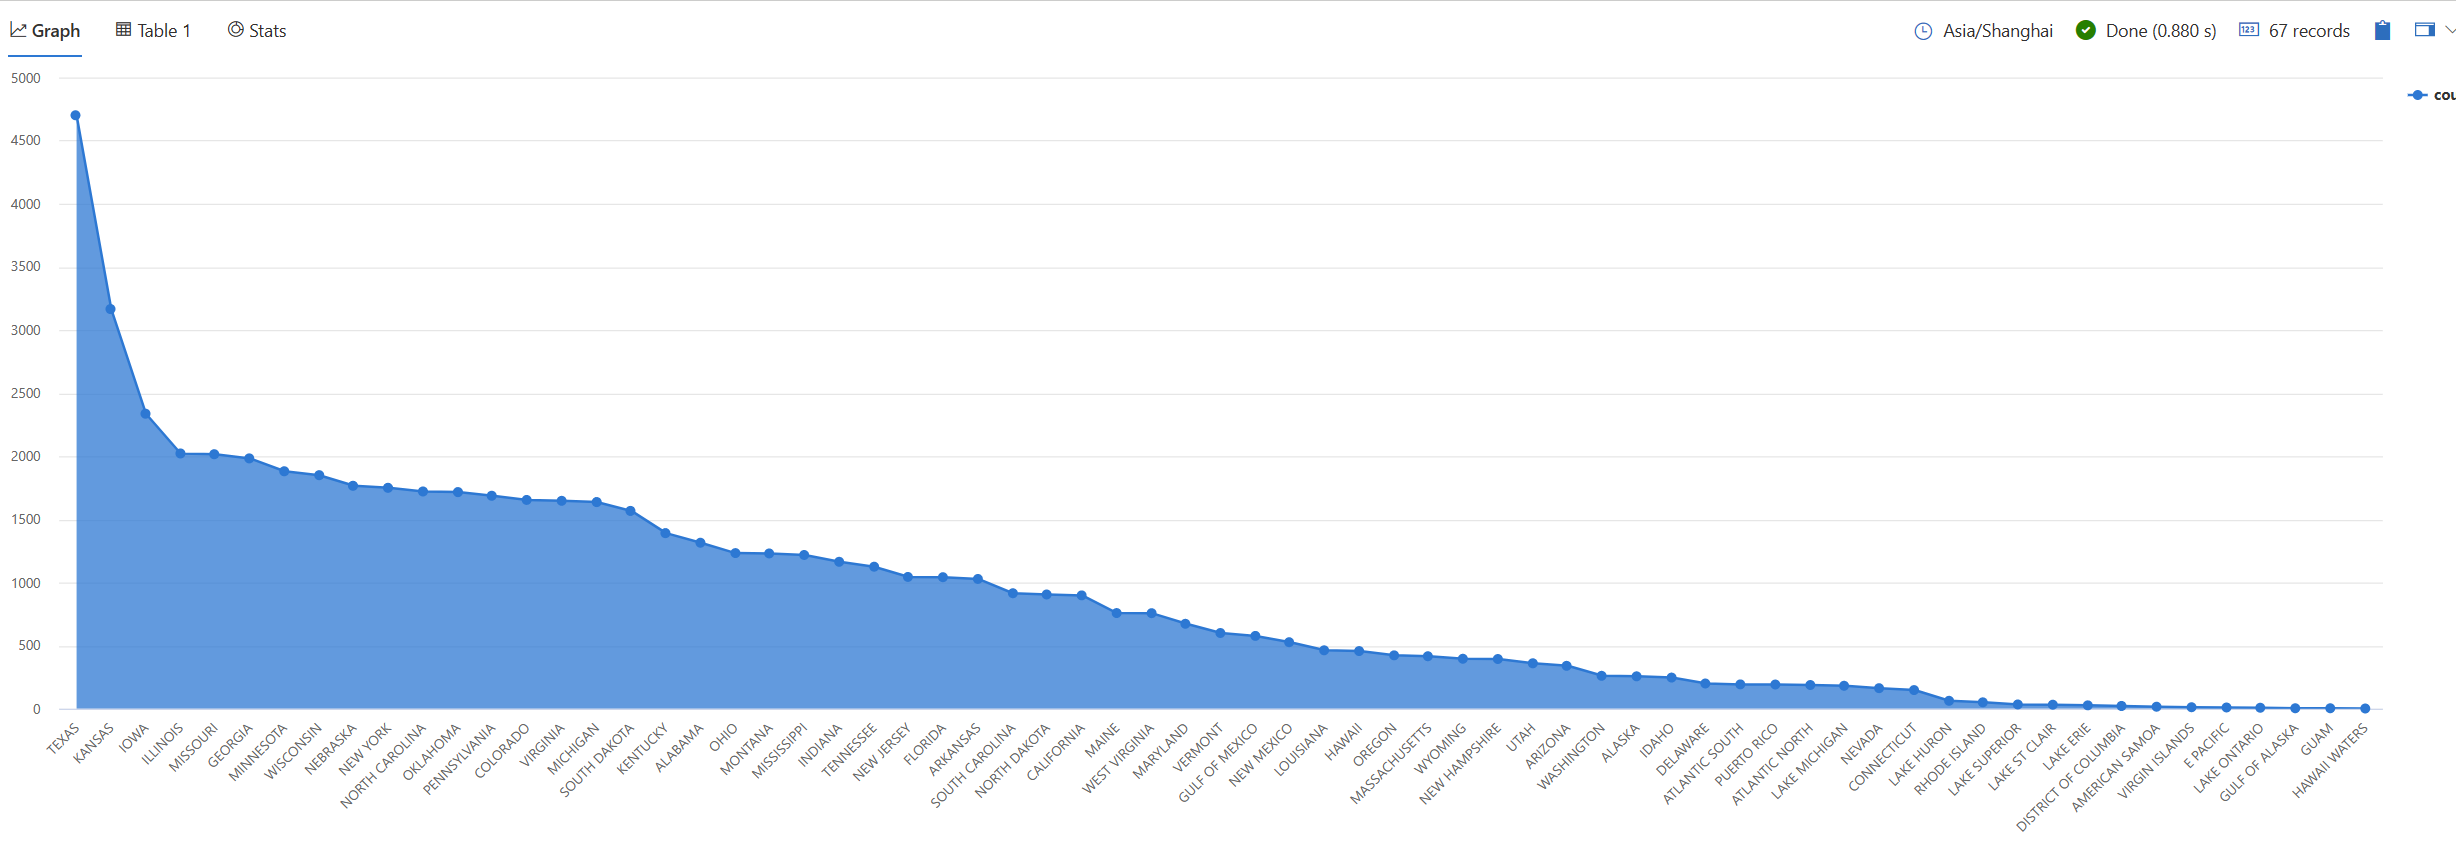 Graph Table 1 Stats Asia/Shanghai Done (0.880 s) 123 67 records
5000
cou
4500
4000
3500
3000
2500
2000
1500
1000
500
0
TEXAS
KANSAS
IOWA
ILLINOIS
MISSOURI
GEORGIA
MINNESOTA
WISCONSIN
NEBRASKA
NEW YORK
NORTH CAROLINA
OKLAHOMA
PENNSYLVANIA
COLORADO
VIRGINIA
MICHIGAN
SOUTH DAKOTA
KENTUCKY
ALABAMA
OHIO
MONTANA
MISSISSIPPI
INDIANA
TENNESSEE
NEW JERSEY
FLORIDA
ARKANSAS
SOUTH CAROLINA
NORTH DAKOTA
CALIFORNIA
MAINE
WEST VIRGINIA
MARYLAND
VERMONT
GULF OF MEXICO
NEW MEXICO
LOUISIANA
HAWAII
OREGON
MASSACHUSETTS
WYOMING
NEW HAMPSHIRE
UTAH
ARIZONA
WASHINGTON
ALASKA
IDAHO
DELAWARE
ATLANTIC SOUTH
PUERTO RICO
ATLANTIC NORTH
LAKE MICHIGAN
NEVADA
CONNECTICUT
LAKE HURON
RHODE ISLAND
LAKE SUPERIOR
LAKE ST CLAIR
LAKE ERIE
DISTRICT OF COLUMBIA
AMERICAN SAMOA
VIRGIN ISLANDS
E PACIFIC
LAKE ONTARIO
GULF OF ALASKA
GUAM
HAWAII WATERS